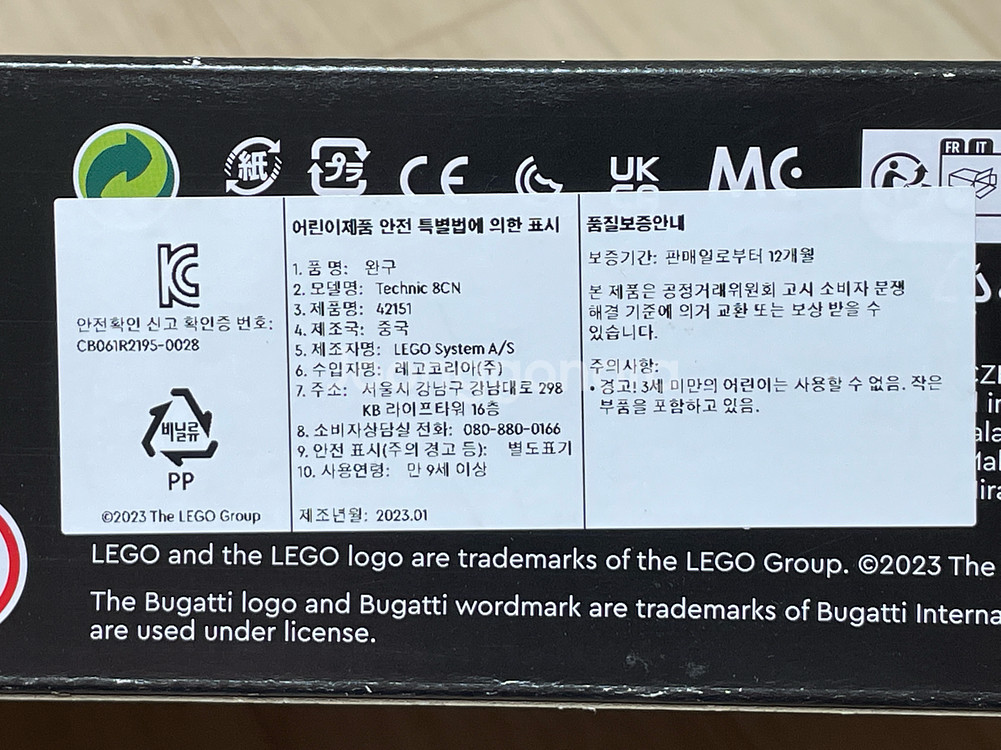 紙
プラ
CE
UK
FR
IT
안전확인 신고 확인증 번호:
CB061R2195-0028
비닐류
PP
©2023 The LEGO Group
어린이제품 안전 특별법에 의한 표시
1. 품 명: 완구
2. 모델명: Technic 8CN
3. 제품명: 42151
4. 제조국: 중국
5. 제조자명: LEGO System A/S
6. 수입자명: 레고코리아(주)
7. 주소: 서울시 강남구 강남대로 298
KB 라이프타워 16층
8. 소비자상담실 전화: 080-880-0166
9. 안전 표시(주의 경고 등): 별도표기
10. 사용연령: 만 9세 이상
제조년월: 2023.01
품질보증안내
보증기간: 판매일로부터 12개월
본 제품은 공정거래위원회 고시 소비자 분쟁
해결 기준에 의거 교환 또는 보상 받을 수
있습니다.
주의사항:
• 경고! 3세 미만의 어린이는 사용할 수 없음. 작은
부품을 포함하고 있음.
LEGO and the LEGO logo are trademarks of the LEGO Group. ©2023 The
The Bugatti logo and Bugatti wordmark are trademarks of Bugatti
are used under license.